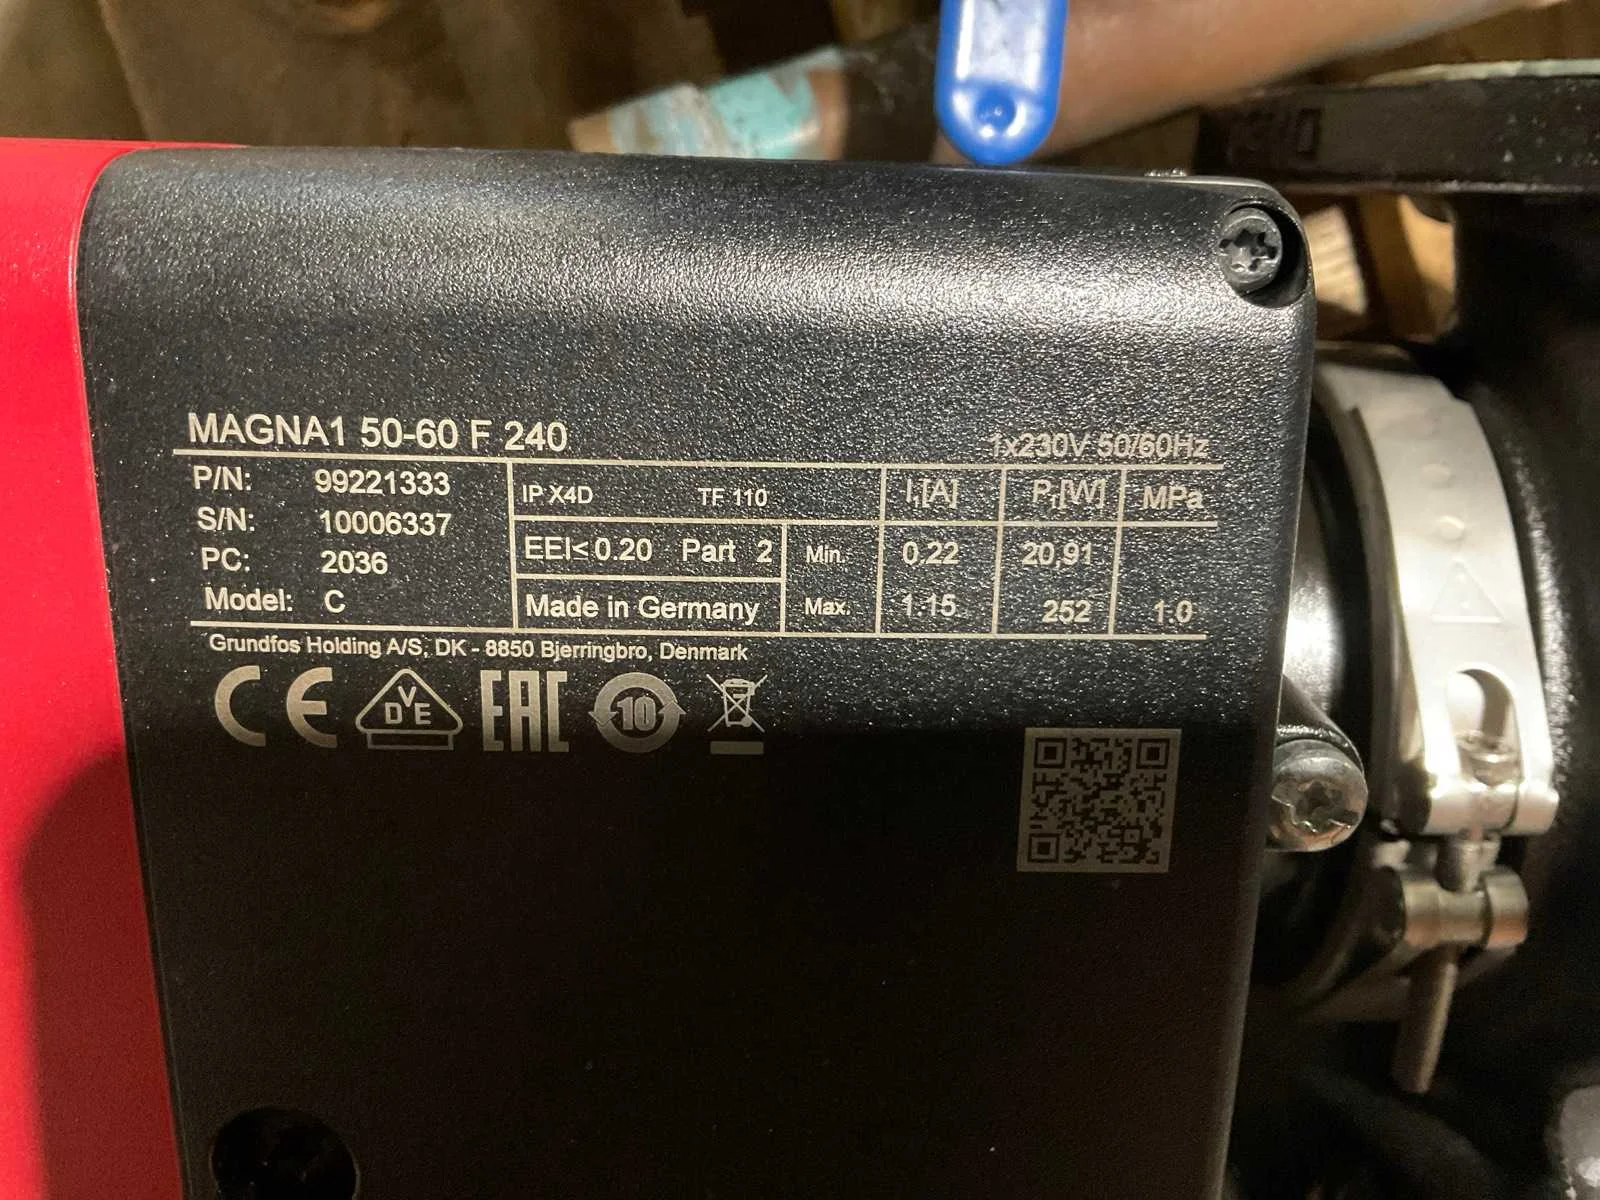 MAGNA1 50-60 F 240
1x230V 50/60Hz
P/N: 99221333
S/N: 10006337
PC: 2036
Model: C
IP X4D TF 110
EEI< 0.20 Part 2
Made in Germany
I₁[A] P₁[W] MPa
Min. 0,22 20,91
Max. 1.15 252 1.0
Grundfos Holding A/S, DK - 8850 Bjerringbro, Denmark
CE VDE EAC 10